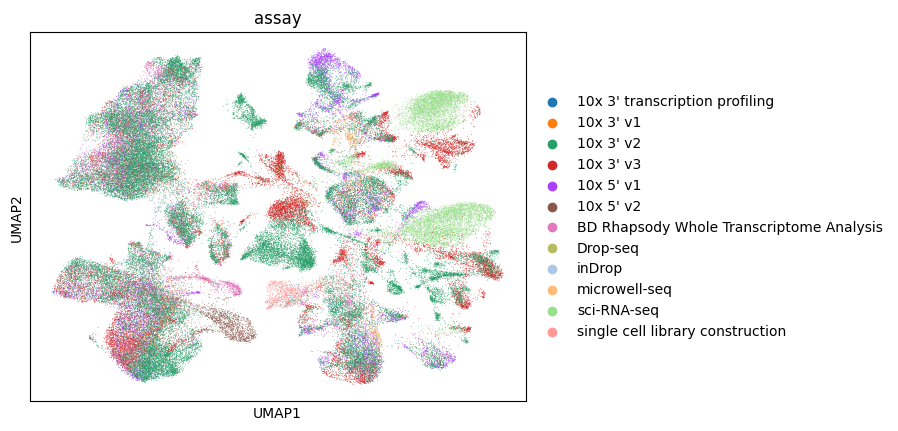 assay
UMAP2
UMAP1
10x 3' transcription profiling
10x 3' v1
10x 3' v2
10x 3' v3
10x 5' v1
10x 5' v2
BD Rhapsody Whole Transcriptome Analysis
Drop-seq
inDrop
microwell-seq
sci-RNA-seq
single cell library construction